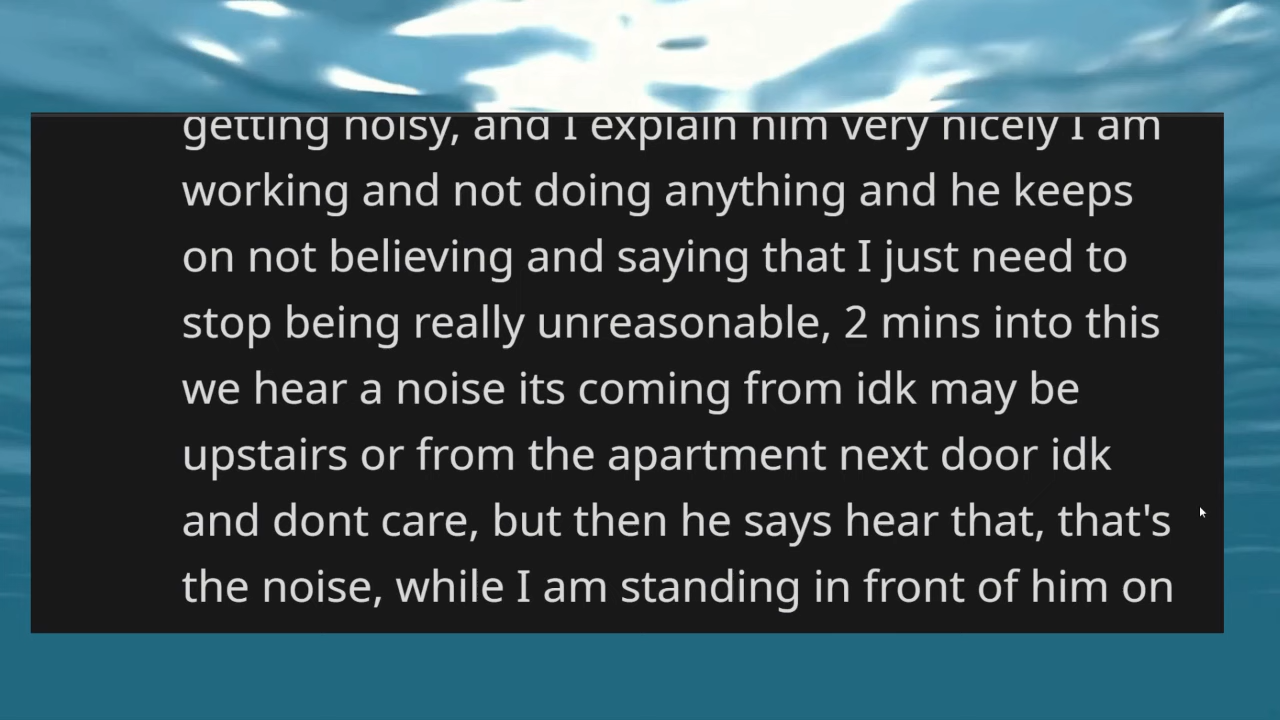 getting noisy, and I explain him very nicely I am
working and not doing anything and he keeps
on not believing and saying that I just need to
stop being really unreasonable, 2 mins into this
we hear a noise its coming from idk may be
upstairs or from the apartment next door idk
and dont care, but then he says hear that, that's
the noise, while I am standing in front of him on